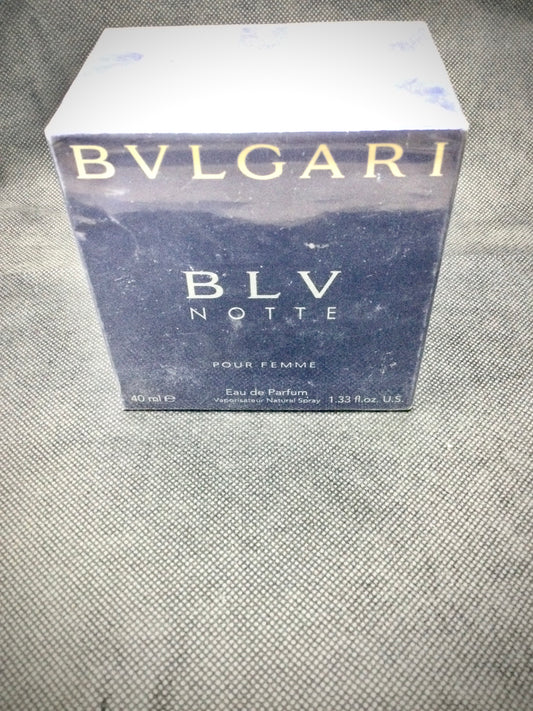 BVLGARI
BLV
NOTTE
POUR FEMME
40 ml ℮ Eau de Parfum 1.33 fl.oz. U.S.
Vaporisateur Natural Spray